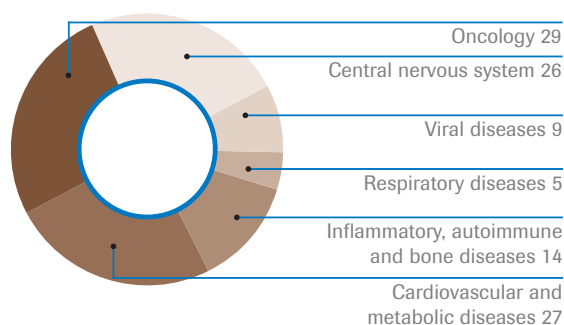 Oncology 29
Central nervous system 26
Viral diseases 9
Respiratory diseases 5
Inflammatory, autoimmune
and bone diseases 14
Cardiovascular and
metabolic diseases 27